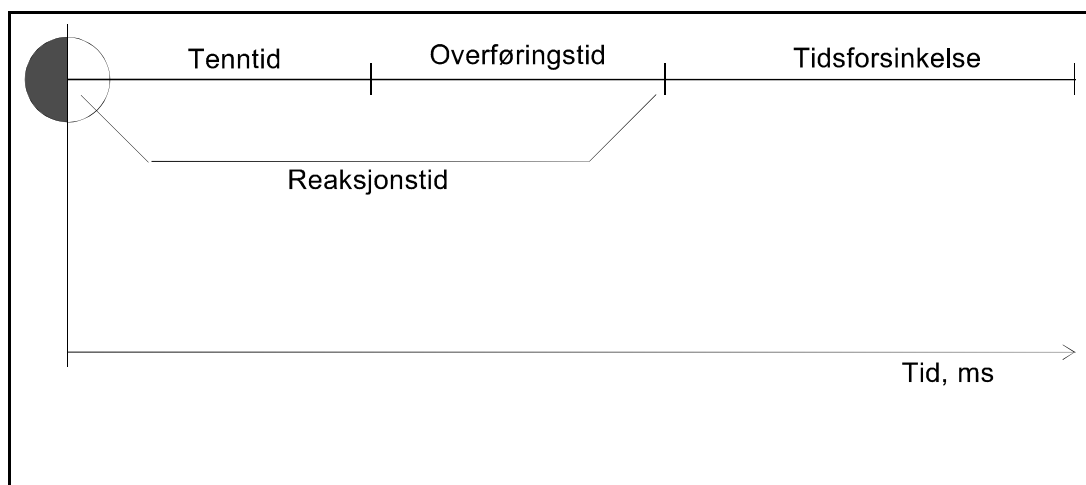 Tenntid
Overføringstid
Tidsforsinkelse
Reaksjonstid
Tid, ms